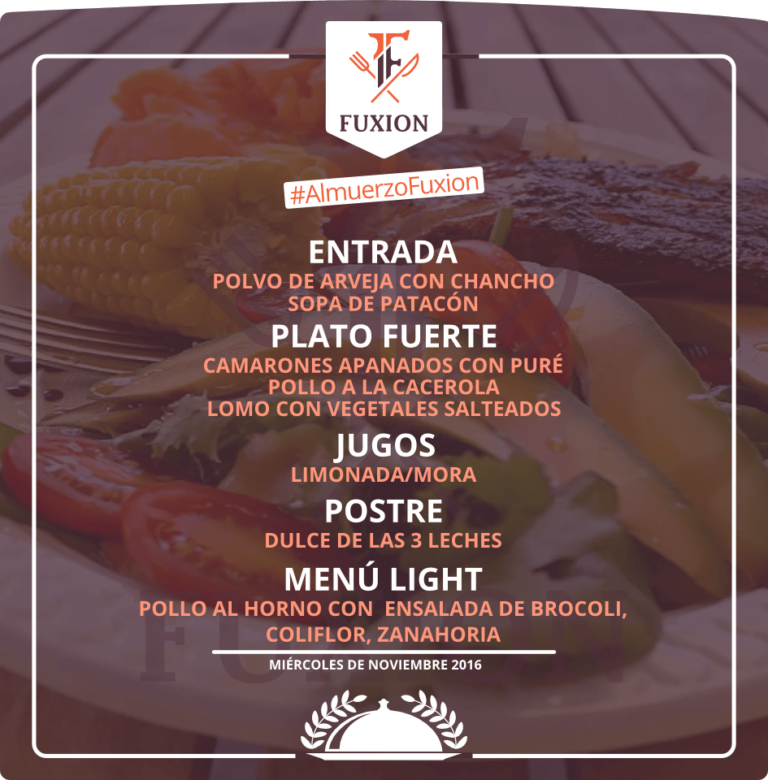 FUXION
#AlmuerzoFuxion
ENTRADA
POLVO DE ARVEJA CON CHANCHO
SOPA DE PATACÓN
PLATO FUERTE
CAMARONES APANADOS CON PURÉ
POLLO A LA CACEROLA
LOMO CON VEGETALES SALTEADOS
JUGOS
LIMONADA/MORA
POSTRE
DULCE DE LAS 3 LECHES
MENÚ LIGHT
POLLO AL HORNO CON  ENSALADA DE BROCOLI,
COLIFLOR, ZANAHORIA
FUXION
MIÉRCOLES DE NOVIEMBRE 2016